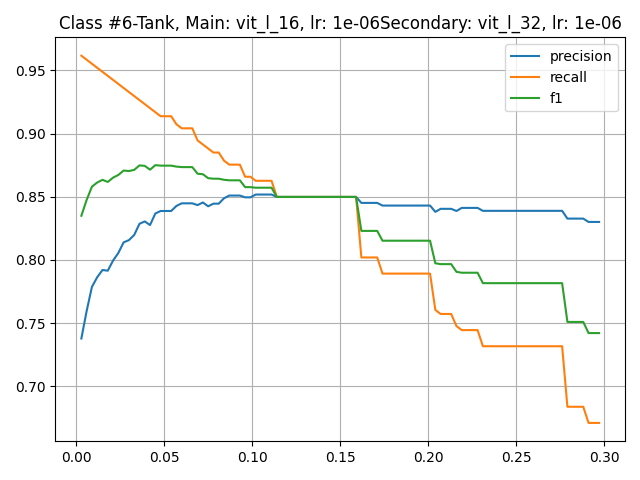 Class #6-Tank, Main: vit_l_16, lr: 1e-06Secondary: vit_l_32, lr: 1e-06
precision
recall
f1
0.95
0.90
0.85
0.80
0.75
0.70
0.00 0.05 0.10 0.15 0.20 0.25 0.30